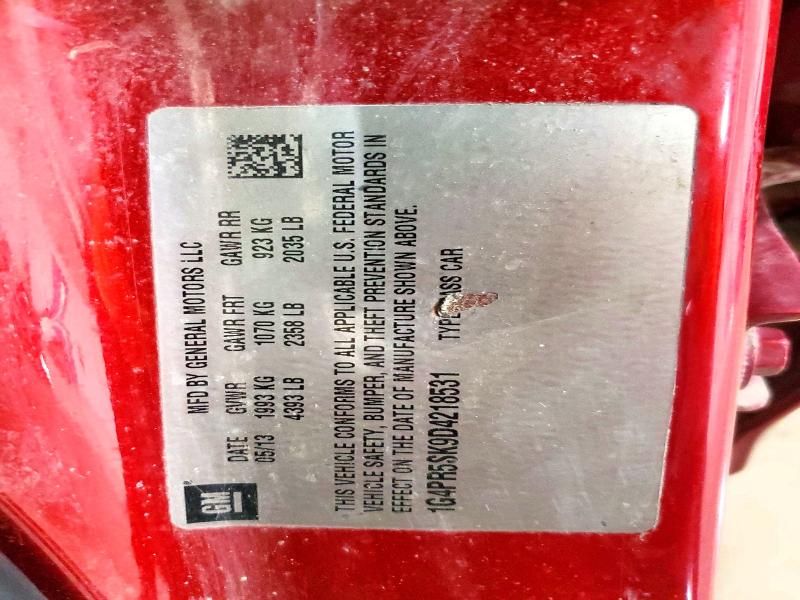 GM
MFD BY GENERAL MOTORS LLC
DATE GVWR GAWR FRT GAWR RR
05/13 1993 KG 1070 KG 923 KG
4393 LB 2358 LB 2035 LB
THIS VEHICLE CONFORMS TO ALL APPLICABLE U.S. FEDERAL MOTOR
VEHICLE SAFETY, BUMPER, AND THEFT PREVENTION STANDARDS IN
EFFECT ON THE DATE OF MANUFACTURE SHOWN ABOVE.
1G4PR5SK9D4218531 TYPE ASS CAR